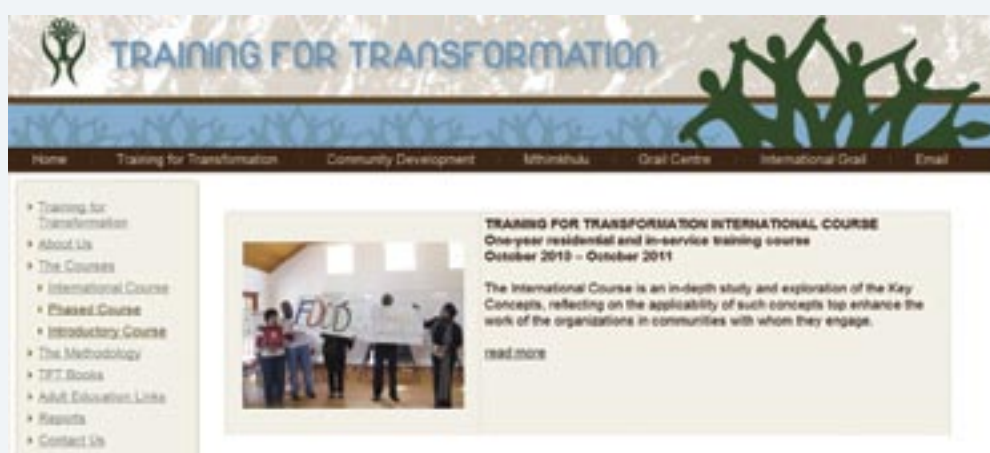 TRAINING FOR TRANSFORMATION
Home
Training for Transformation
Community Development
Mthimkhulu
Grail Centre
International Grail
Email
Training for
Transformation
About Us
The Courses
International Course
Phased Course
Introductory Course
The Methodology
TFT Books
Adult Education Links
Reports
Contact Us
FOOD
TRAINING FOR TRANSFORMATION INTERNATIONAL COURSE
One-year residential and in-service training course
October 2010 – October 2011
The International Course is an in-depth study and exploration of the Key
Concepts, reflecting on the applicability of such concepts top enhance the
work of the organizations in communities with whom they engage.
read more